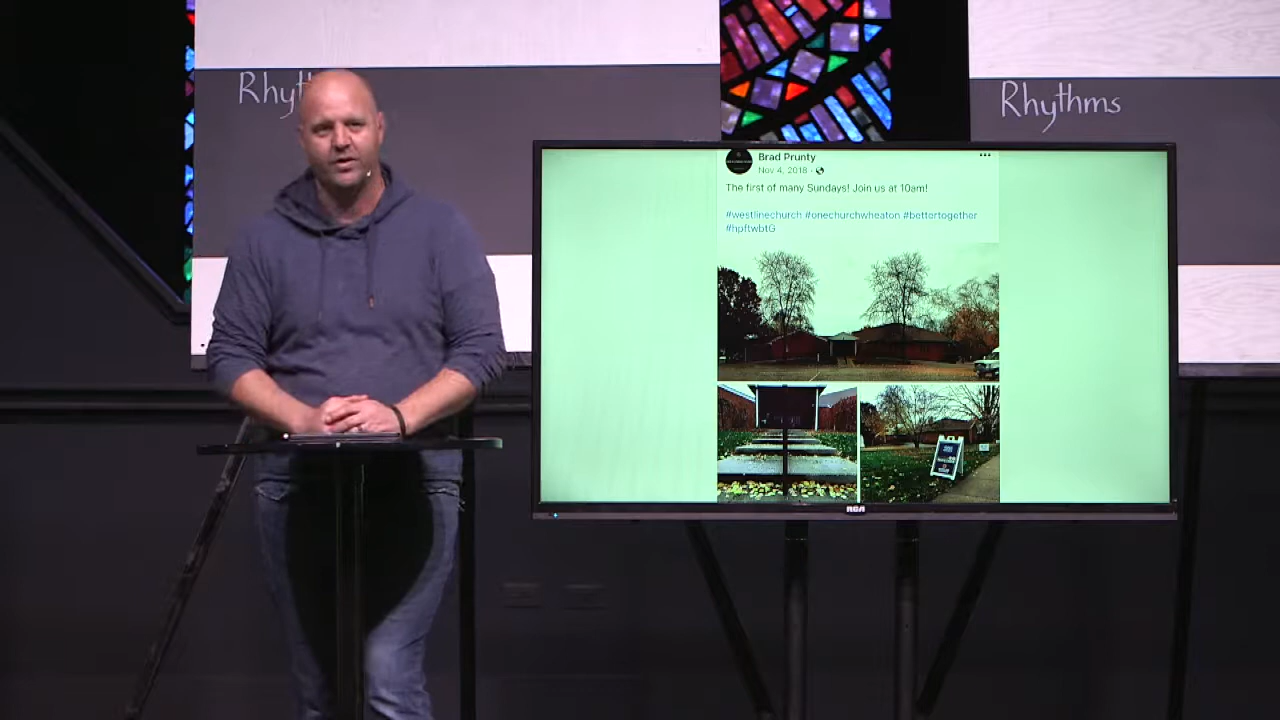 Rhyt
Rhythms
Brad Prunty
Nov 4, 2018 ·
The first of many Sundays! Join us at 10am!
#westlinechurch #onechurchwheaton #bettertogether
#hpftwbtG
RCA